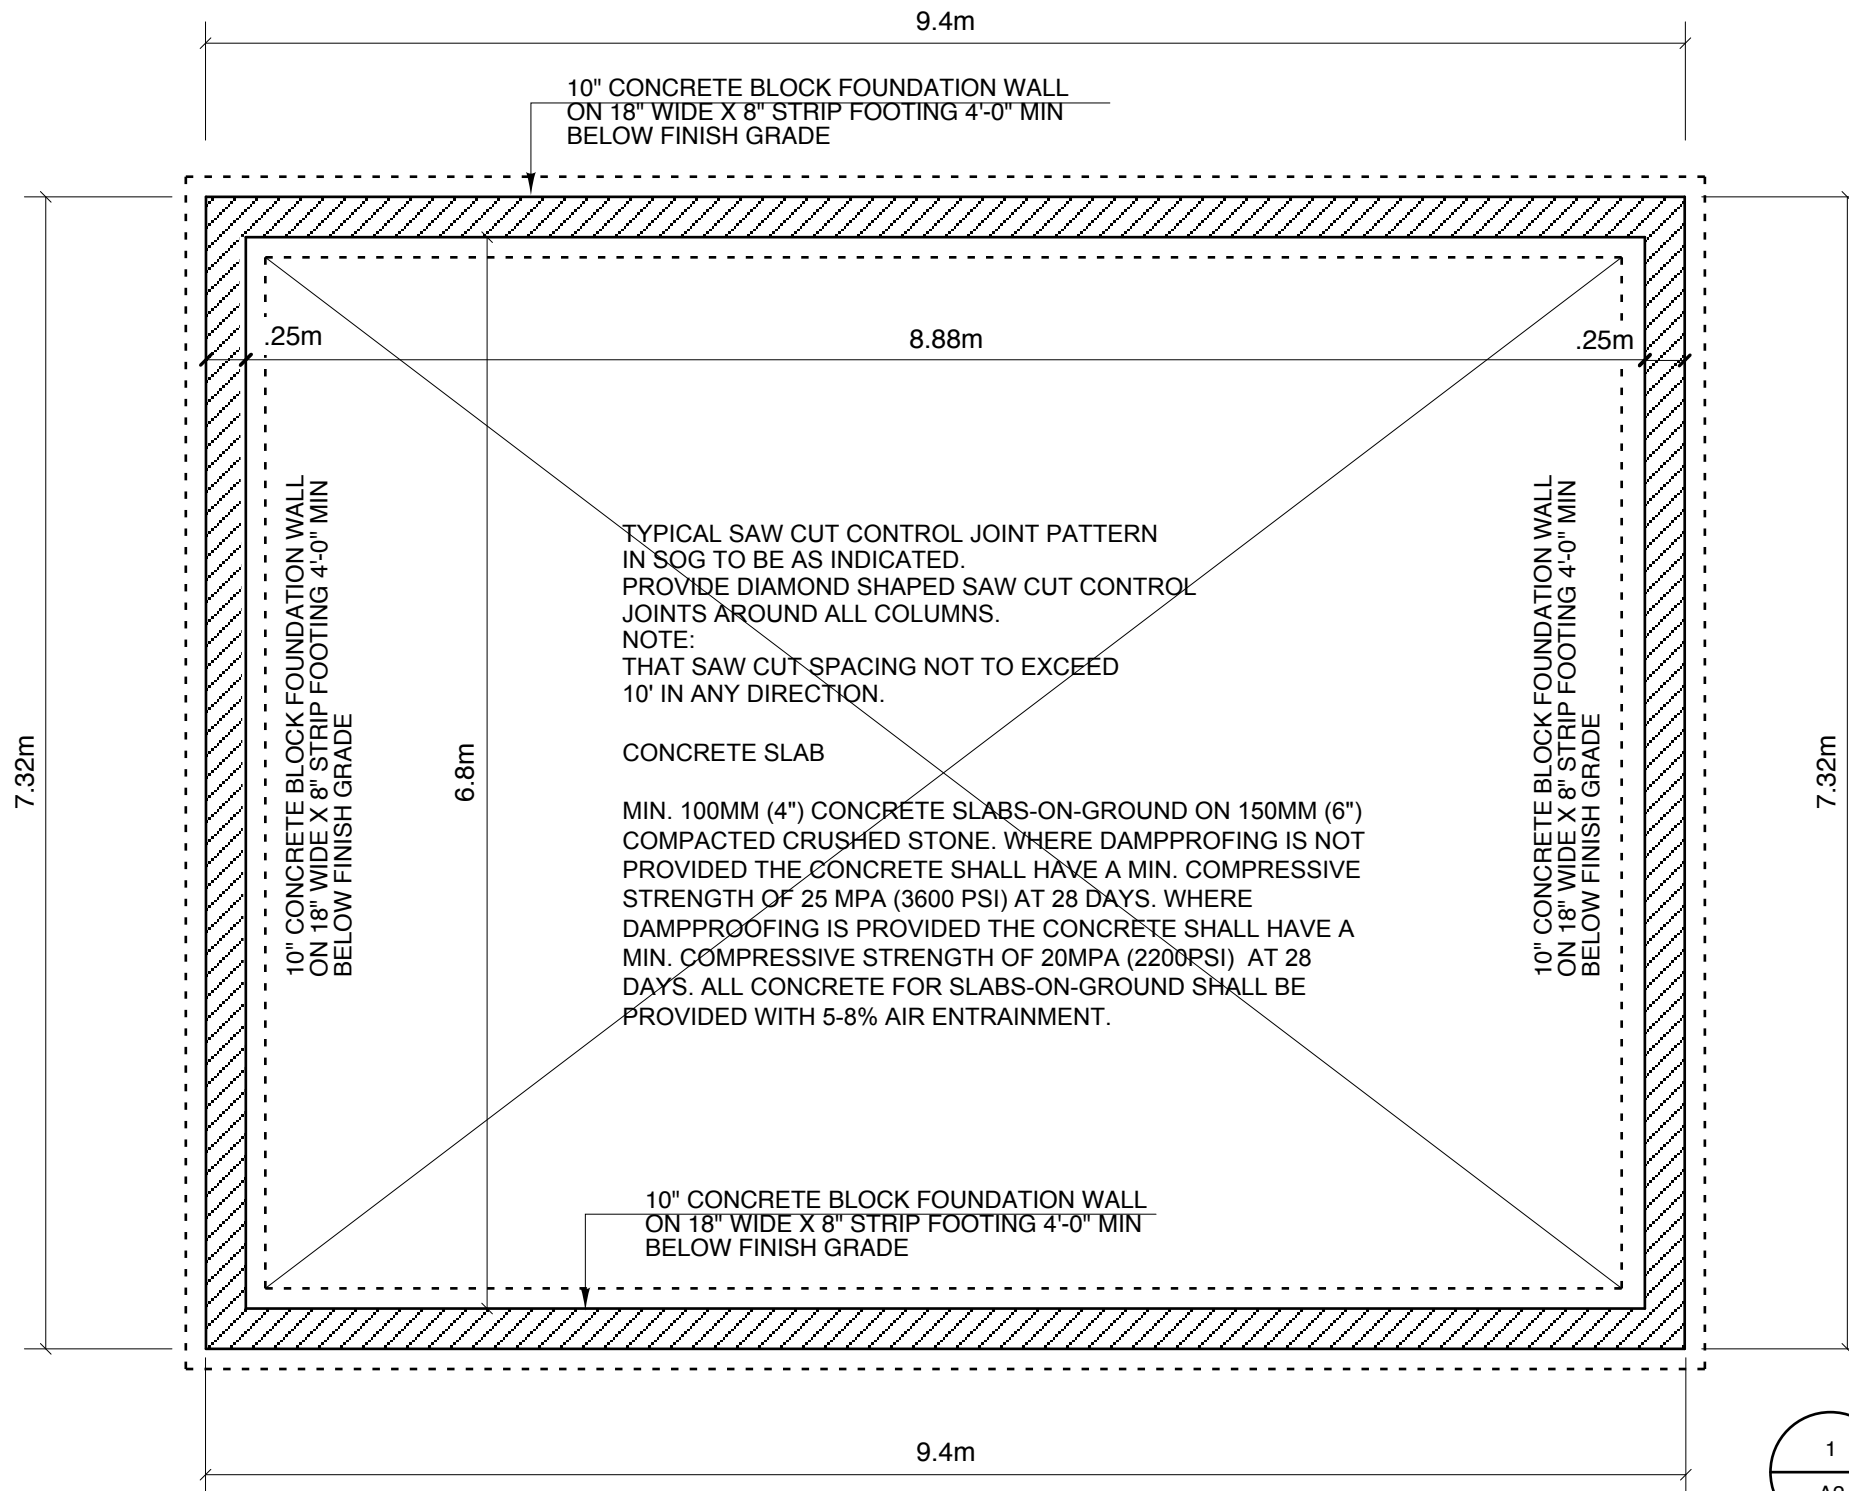 9.4m
10" CONCRETE BLOCK FOUNDATION WALL
ON 18" WIDE X 8" STRIP FOOTING 4'-0" MIN
BELOW FINISH GRADE
.25m
8.88m
.25m
7.32m
10" CONCRETE BLOCK FOUNDATION WALL
ON 18" WIDE X 8" STRIP FOOTING 4'-0" MIN
BELOW FINISH GRADE
6.8m
TYPICAL SAW CUT CONTROL JOINT PATTERN
IN SOG TO BE AS INDICATED.
PROVIDE DIAMOND SHAPED SAW CUT CONTROL
JOINTS AROUND ALL COLUMNS.
NOTE:
THAT SAW CUT SPACING NOT TO EXCEED
10' IN ANY DIRECTION.
CONCRETE SLAB
MIN. 100MM (4") CONCRETE SLABS-ON-GROUND ON 150MM (6")
COMPACTED CRUSHED STONE. WHERE DAMPPROFING IS NOT
PROVIDED THE CONCRETE SHALL HAVE A MIN. COMPRESSIVE
STRENGTH OF 25 MPA (3600 PSI) AT 28 DAYS. WHERE
DAMPPROOFING IS PROVIDED THE CONCRETE SHALL HAVE A
MIN. COMPRESSIVE STRENGTH OF 20MPA (2200PSI) AT 28
DAYS. ALL CONCRETE FOR SLABS-ON-GROUND SHALL BE
PROVIDED WITH 5-8% AIR ENTRAINMENT.
10" CONCRETE BLOCK FOUNDATION WALL
ON 18" WIDE X 8" STRIP FOOTING 4'-0" MIN
BELOW FINISH GRADE
7.32m
10" CONCRETE BLOCK FOUNDATION WALL
ON 18" WIDE X 8" STRIP FOOTING 4'-0" MIN
BELOW FINISH GRADE
9.4m
1